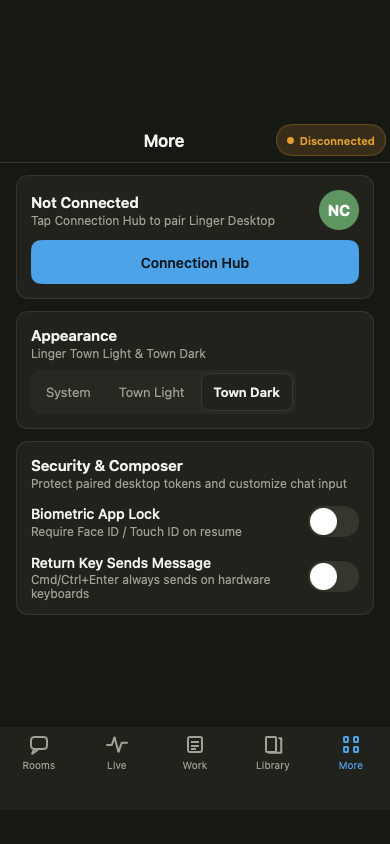 More
Disconnected
Not Connected
Tap Connection Hub to pair Linger Desktop
NC
Connection Hub
Appearance
Linger Town Light & Town Dark
System
Town Light
Town Dark
Security & Composer
Protect paired desktop tokens and customize chat input
Biometric App Lock
Require Face ID / Touch ID on resume
Return Key Sends Message
Cmd/Ctrl+Enter always sends on hardware
keyboards
Rooms
Live
Work
Library
More